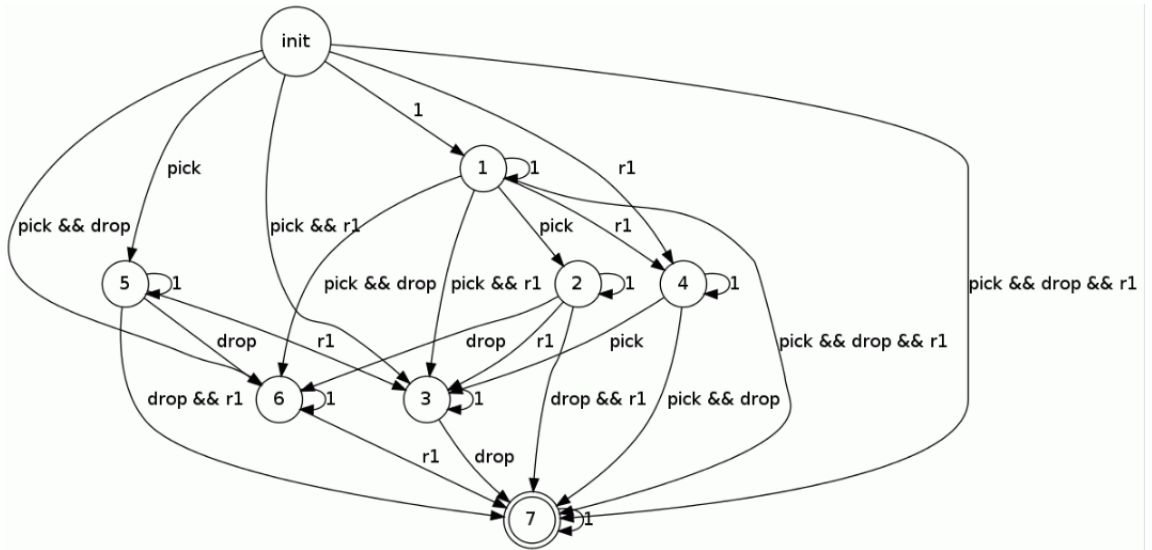 init
1
1
1
pick
r1
pick && drop
pick && r1
pick
r1
5
1
pick && drop
pick && r1
2
1
4
1
pick && drop && r1
drop
r1
drop
r1
pick
pick && drop && r1
drop && r1
6
1
3
1
drop && r1
pick && drop
r1
drop
7
1